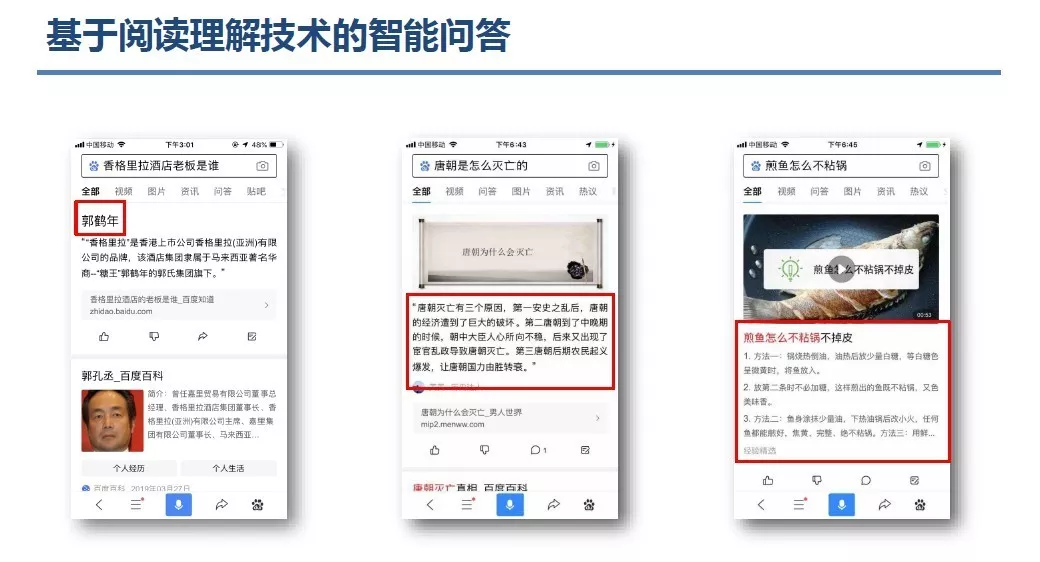 基于阅读理解技术的智能问答
中国移动 下午3:01 48%
香格里拉酒店老板是谁
全部 视频 图片 资讯 问答 贴吧
郭鹤年
"“香格里拉”是香港上市公司香格里拉(亚洲)有限
公司的品牌，该酒店集团隶属于马来西亚著名华
商--“糖王”郭鹤年的郭氏集团旗下。"
香格里拉酒店的老板是谁_百度知道
zhidao.baidu.com
郭孔丞_百度百科
简介：曾任嘉里贸易有限公司董事总
经理、香格里拉酒店集团董事长、香
格里拉(亚洲)有限公司主席、嘉里集
团有限公司董事长、马来西亚...
个人经历 个人生活
百度百科 2019年03月27日
中国移动 下午6:43
唐朝是怎么灭亡的
全部 视频 问答 图片 资讯 热议
唐朝为什么会灭亡
“唐朝灭亡有三个原因，第一安史之乱后，唐朝
的经济遭到了巨大的破坏。第二唐朝到了中晚期
的时候，朝中大臣人心所向不稳，后来又出现了
宦官乱政导致唐朝灭亡。第三唐朝后期农民起义
爆发，让唐朝国力由胜转衰。”
唐朝为什么会灭亡_男人世界
mip2.menww.com
1
唐朝灭亡真相_百度百科
中国移动 下午6:45
煎鱼怎么不粘锅
全部 视频 问答 图片 资讯 热议
煎鱼怎么不粘锅不掉皮
00:53
煎鱼怎么不粘锅不掉皮
1. 方法一：锅烧热倒油，油热后放少量白糖，等白糖色
呈微黄时，将鱼放入。
2. 放第二条时不必加糖，这样煎出的鱼既不粘锅，又色
美味香。
3. 方法二：鱼身涂抹少量油，下热油锅后改小火，任何
鱼都能散好，焦黄、完整、绝不粘锅。方法三：用鲜...
经验精选